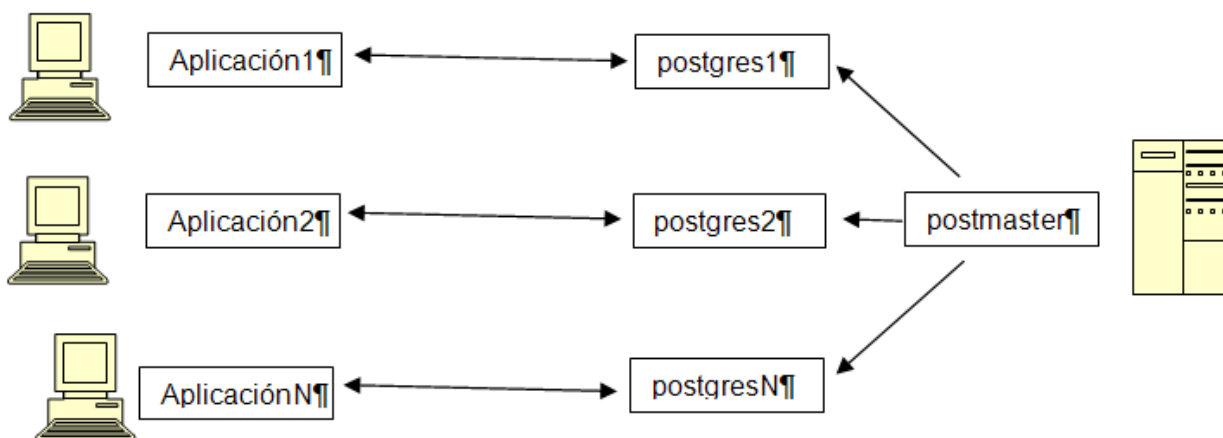 Aplicación1¶
postgres1¶
Aplicación2¶
postgres2¶
postmaster¶
AplicaciónN¶
postgresN¶